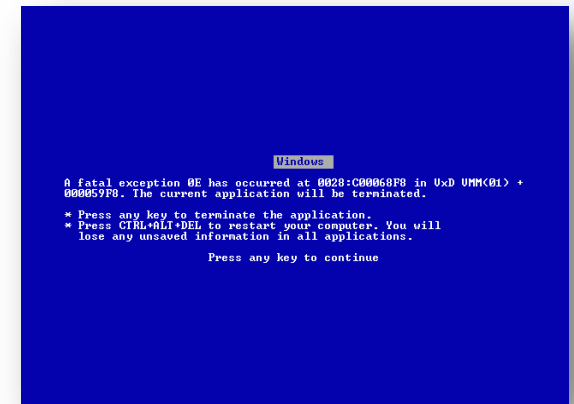 Windows
A fatal exception 0E has occurred at 0028:C00068F8 in VxD VMM(01) +
000059F8. The current application will be terminated.
* Press any key to terminate the application.
* Press CTRL+ALT+DEL to restart your computer. You will
lose any unsaved information in all applications.
Press any key to continue